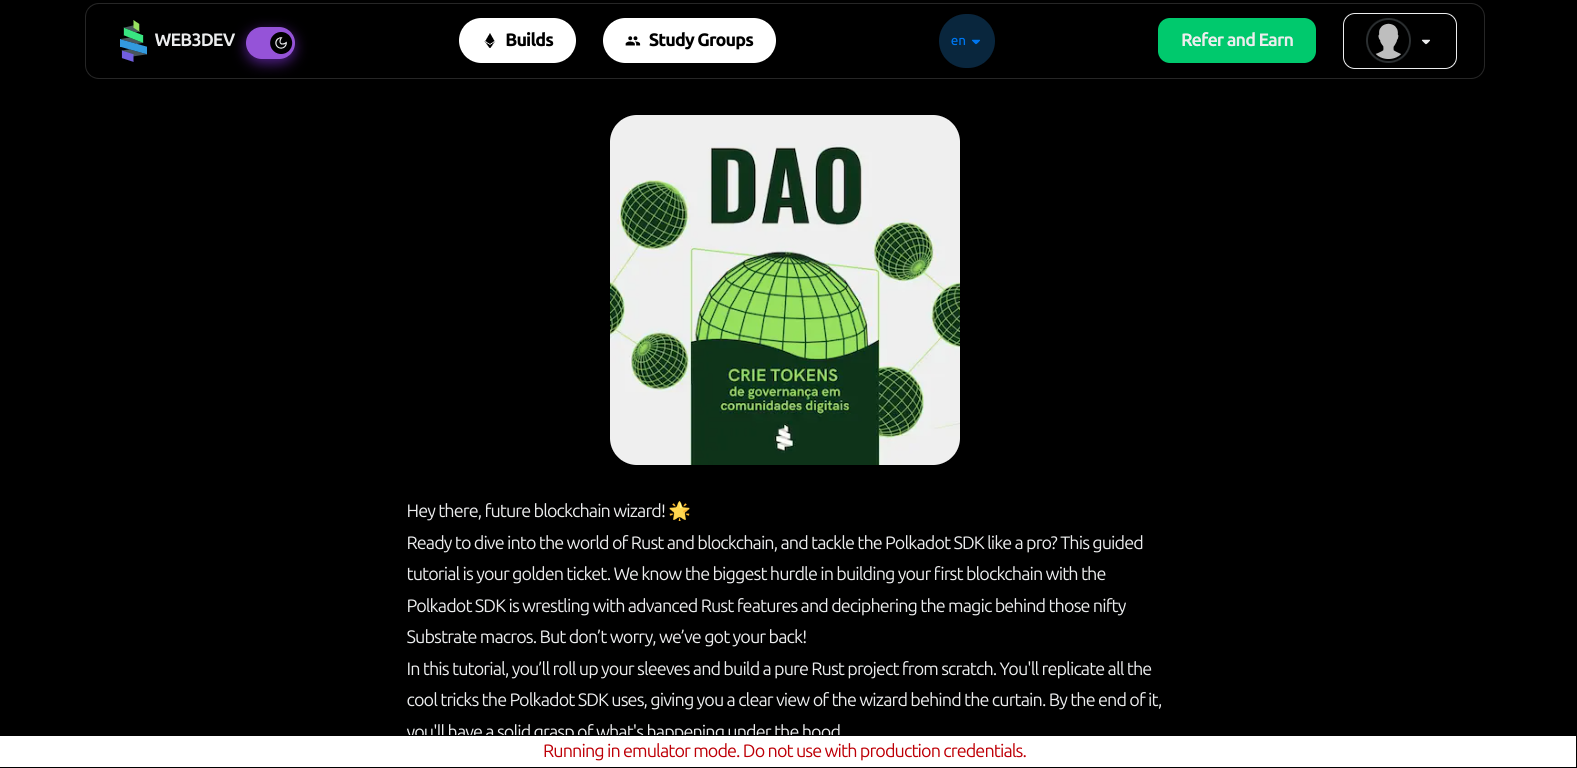 WEB3DEV
Builds
Study Groups
en
Refer and Earn
DAO
CRIE TOKENS
de governança em
comunidades digitais
Hey there, future blockchain wizard! 🌟
Ready to dive into the world of Rust and blockchain, and tackle the Polkadot SDK like a pro? This guided
tutorial is your golden ticket. We know the biggest hurdle in building your first blockchain with the
Polkadot SDK is wrestling with advanced Rust features and deciphering the magic behind those nifty
Substrate macros. But don’t worry, we’ve got your back!
In this tutorial, you’ll roll up your sleeves and build a pure Rust project from scratch. You'll replicate all the
cool tricks the Polkadot SDK uses, giving you a clear view of the wizard behind the curtain. By the end of it,
you'll have a solid grasp of what's happening under the hood.
Running in emulator mode. Do not use with production credentials.